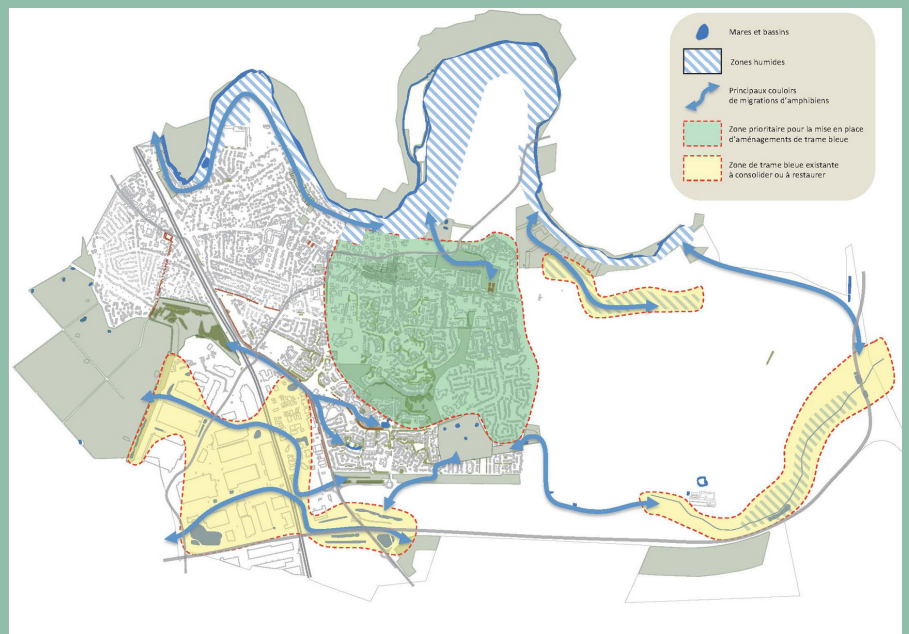 Mares et bassins
Zones humides
Principaux couloirs
de migrations d'amphibiens
Zone prioritaire pour la mise en place
d'aménagements de trame bleue
Zone de trame bleue existante
à consolider ou à restaurer